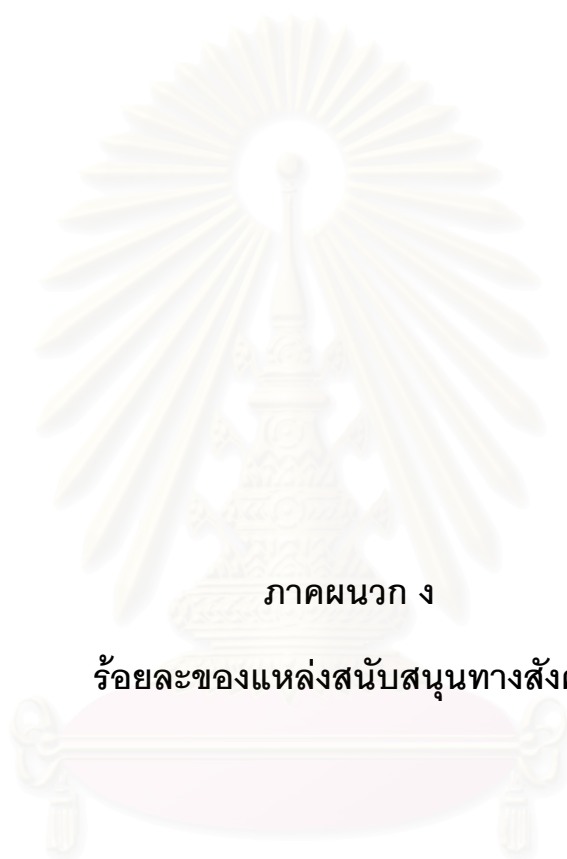 ภาคผนวก ง
ร้อยละของแหล่งสนับสนุนทางสัง